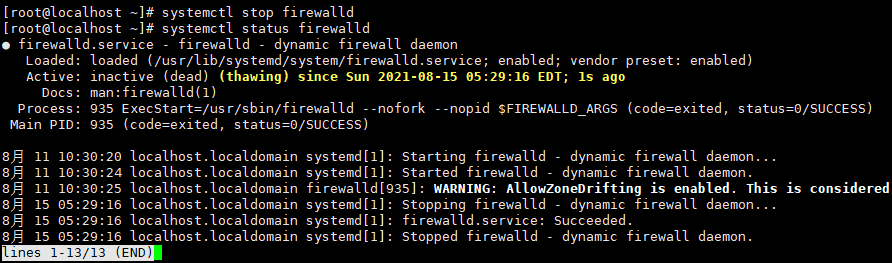 [root@localhost ~]# systemctl stop firewalld
[root@localhost ~]# systemctl status firewalld
● firewalld.service - firewalld - dynamic firewall daemon
   Loaded: loaded (/usr/lib/systemd/system/firewalld.service; enabled; vendor preset: enabled)
   Active: inactive (dead) (thawing) since Sun 2021-08-15 05:29:16 EDT; 1s ago
     Docs: man:firewalld(1)
  Process: 935 ExecStart=/usr/sbin/firewalld --nofork --nopid $FIREWALLD_ARGS (code=exited, status=0/SUCCESS)
 Main PID: 935 (code=exited, status=0/SUCCESS)

8月 11 10:30:20 localhost.localdomain systemd[1]: Starting firewalld - dynamic firewall daemon...
8月 11 10:30:24 localhost.localdomain systemd[1]: Started firewalld - dynamic firewall daemon.
8月 11 10:30:25 localhost.localdomain firewalld[935]: WARNING: AllowZoneDrifting is enabled. This is considered
8月 15 05:29:16 localhost.localdomain systemd[1]: Stopping firewalld - dynamic firewall daemon...
8月 15 05:29:16 localhost.localdomain systemd[1]: firewalld.service: Succeeded.
8月 15 05:29:16 localhost.localdomain systemd[1]: Stopped firewalld - dynamic firewall daemon.
lines 1-13/13 (END)